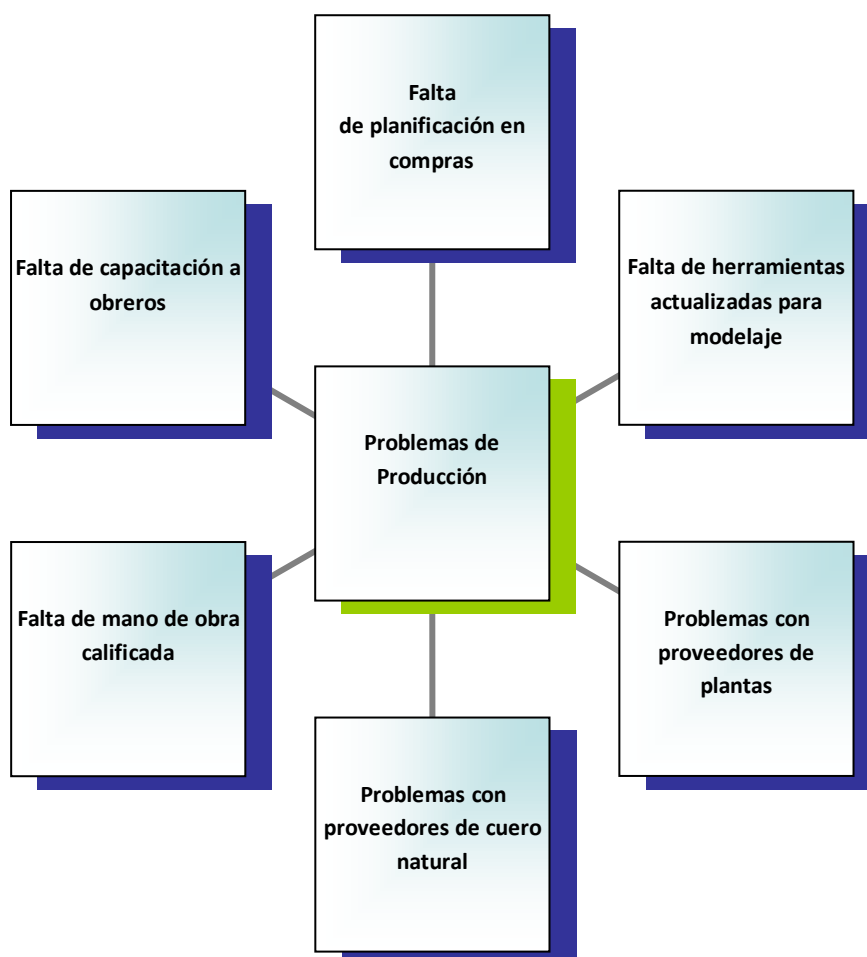 Falta
de planificación en
compras
Falta de capacitación a
obreros
Falta de herramientas
actualizadas para
modelaje
Problemas de
Producción
Falta de mano de obra
calificada
Problemas con
proveedores de
plantas
Problemas con
proveedores de cuero
natural